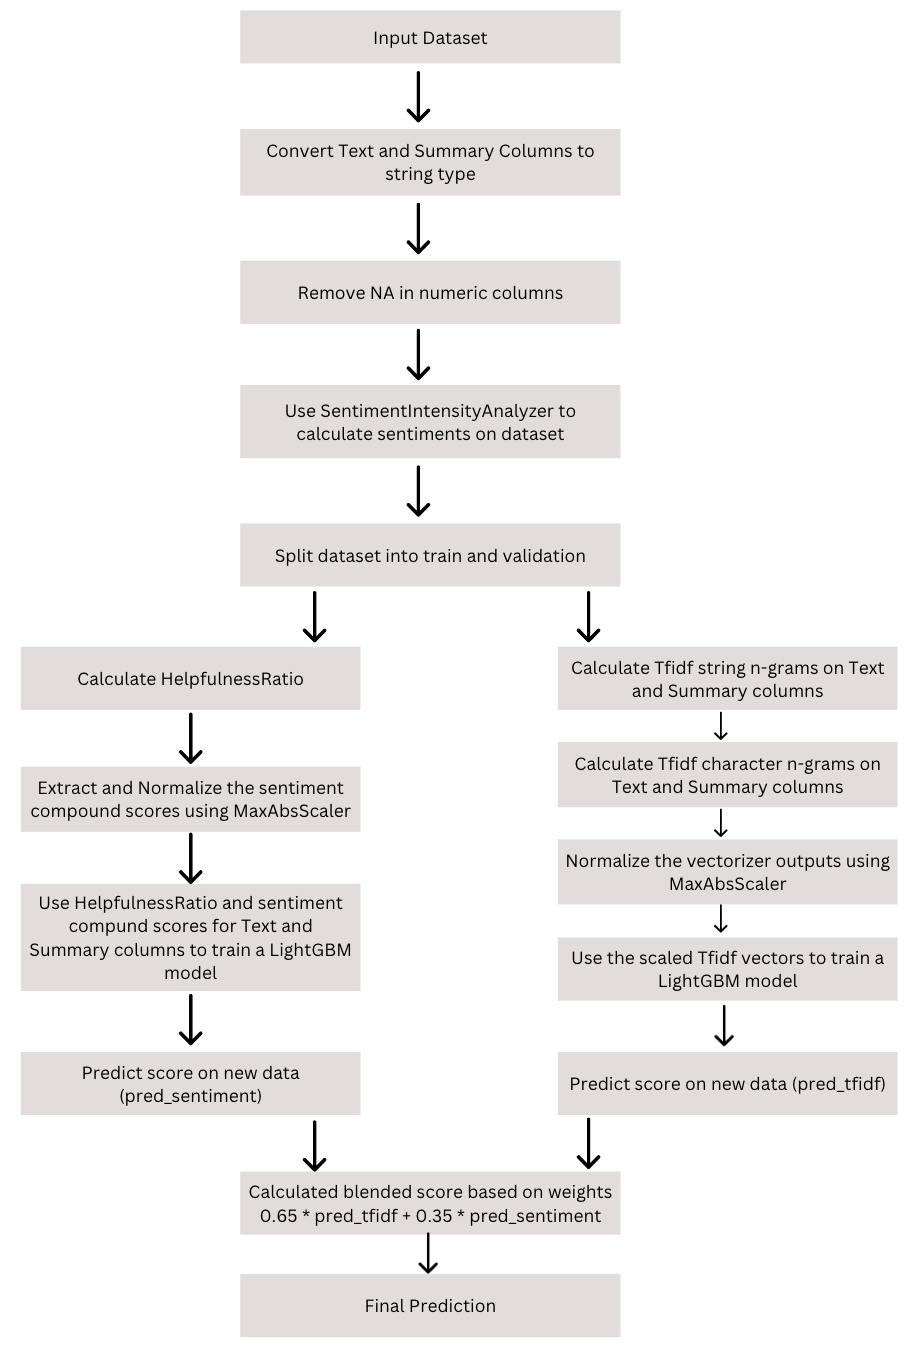 Input Dataset
Convert Text and Summary Columns to
string type
Remove NA in numeric columns
Use SentimentIntensityAnalyzer to
calculate sentiments on dataset
Split dataset into train and validation
Calculate HelpfulnessRatio
Extract and Normalize the sentiment
compound scores using MaxAbsScaler
Use HelpfulnessRatio and sentiment
compund scores for Text and
Summary columns to train a LightGBM
model
Predict score on new data
(pred_sentiment)
Calculate Tfidf string n-grams on Text
and Summary columns
Calculate Tfidf character n-grams on
Text and Summary columns
Normalize the vectorizer outputs using
MaxAbsScaler
Use the scaled Tfidf vectors to train a
LightGBM model
Predict score on new data (pred_tfidf)
Calculated blended score based on weights
0.65 * pred_tfidf + 0.35 * pred_sentiment
Final Prediction